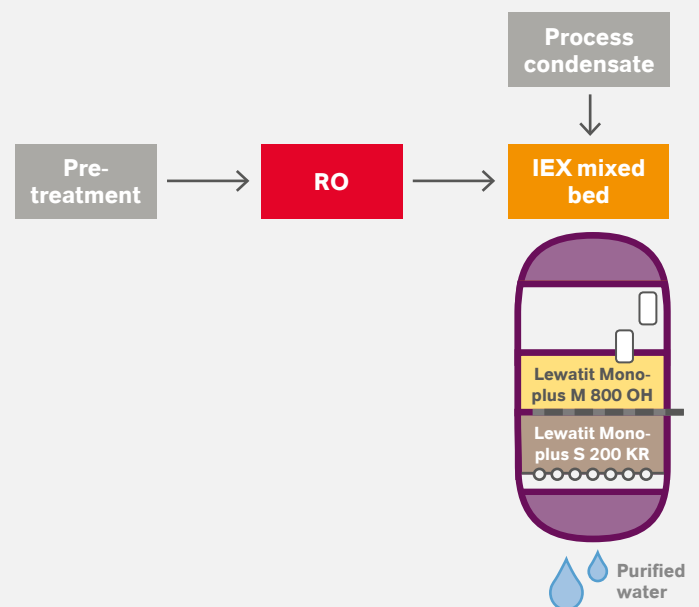 Process
condensate
Pre-
treatment
RO
IEX mixed
bed
Lewatit Mono-
plus M 800 OH
Lewatit Mono-
plus S 200 KR
Purified
water